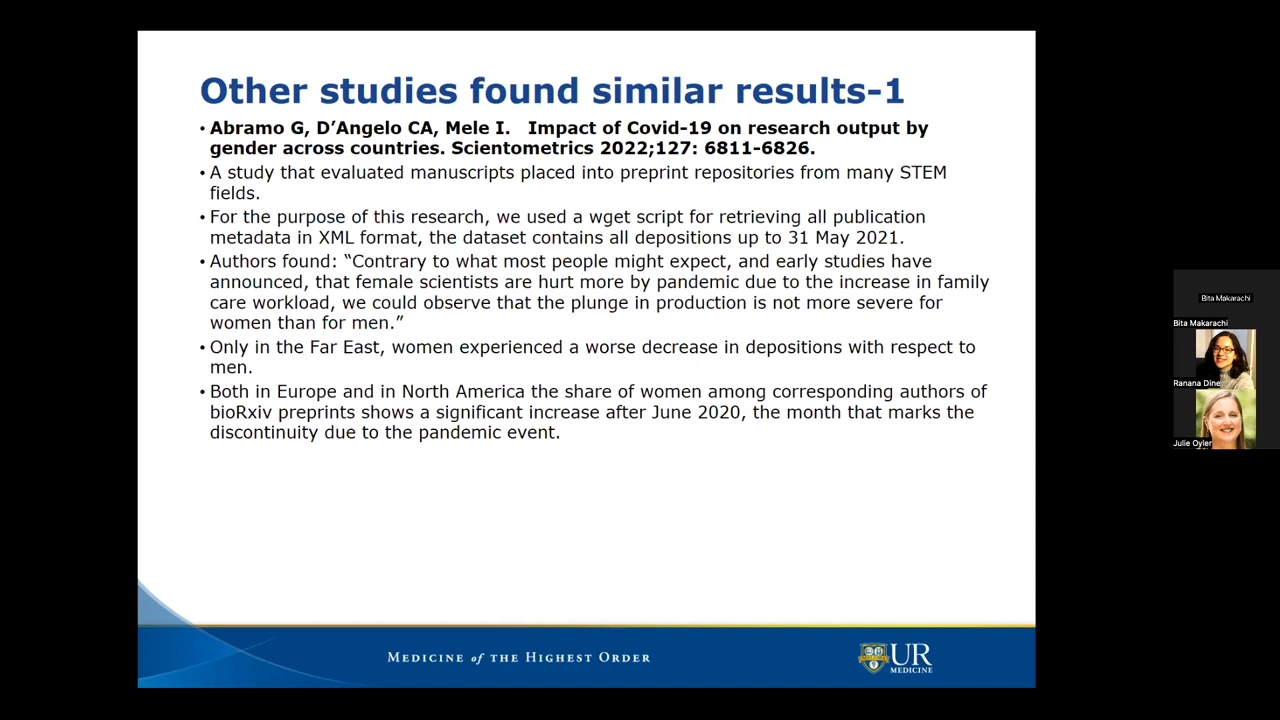 Other studies found similar results-1
• Abramo G, D’Angelo CA, Mele I. Impact of Covid-19 on research output by
gender across countries. Scientometrics 2022;127: 6811-6826.
• A study that evaluated manuscripts placed into preprint repositories from many STEM
fields.
• For the purpose of this research, we used a wget script for retrieving all publication
metadata in XML format, the dataset contains all depositions up to 31 May 2021.
• Authors found: “Contrary to what most people might expect, and early studies have
announced, that female scientists are hurt more by pandemic due to the increase in family
care workload, we could observe that the plunge in production is not more severe for
women than for men.”
• Only in the Far East, women experienced a worse decrease in depositions with respect to
men.
• Both in Europe and in North America the share of women among corresponding authors of
bioRxiv preprints shows a significant increase after June 2020, the month that marks the
discontinuity due to the pandemic event.
MEDICINE of THE HIGHEST ORDER
UR
MEDICINE
Bita Makarachi
Bita Makarachi
Ranana Dine
Julie Oyler